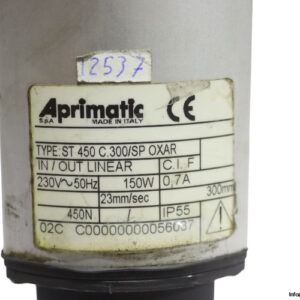 12537
Aprimatic
SpA
MADE IN ITALY
CE
TYPE ST 450 C.300/SP OXAR
IN / OUT LINEAR C.I. F
230V~50Hz 150W 0,7A
23mm/sec 300mm
450N / IP55
02C C00000000056037